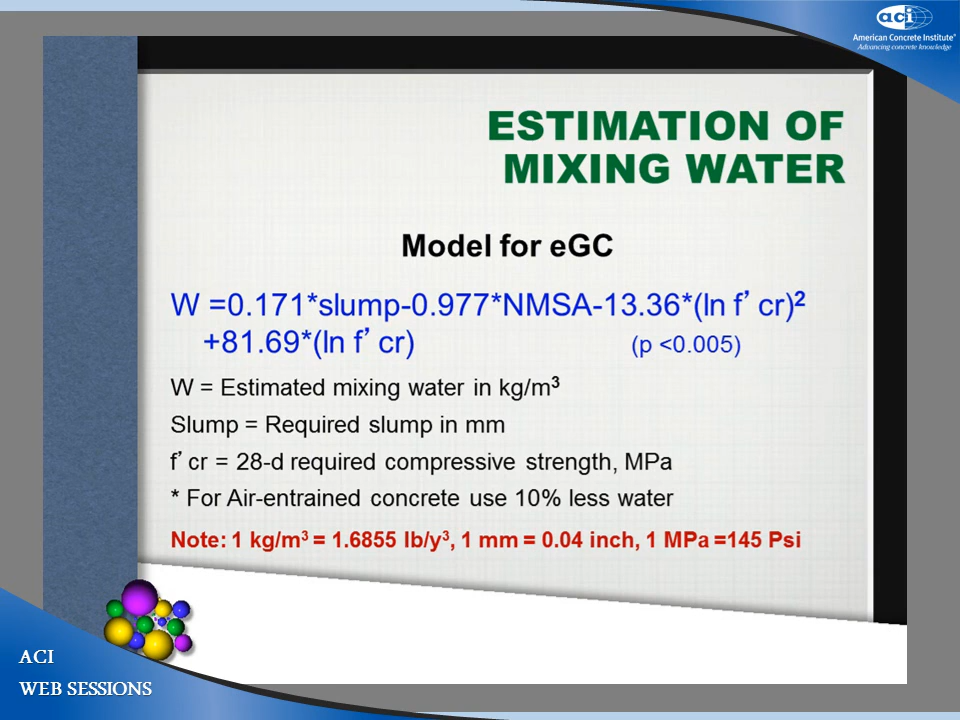 aci
American Concrete Institute®
Advancing concrete knowledge
ESTIMATION OF
MIXING WATER
Model for eGC
W =0.171*slump-0.977*NMSA-13.36*(ln f’ cr)²
+81.69*(ln f’ cr) (p <0.005)
W = Estimated mixing water in kg/m³
Slump = Required slump in mm
f’ cr = 28-d required compressive strength, MPa
* For Air-entrained concrete use 10% less water
Note: 1 kg/m³ = 1.6855 lb/y³, 1 mm = 0.04 inch, 1 MPa =145 Psi
ACI
WEB SESSIONS